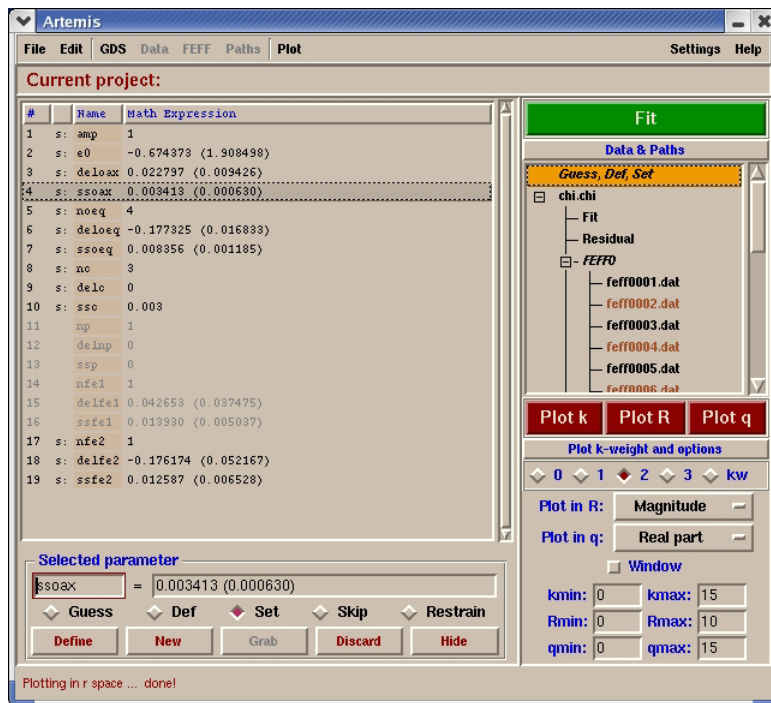 Artemis
File Edit GDS Data FEFF Paths Plot Settings Help
Current project:
# Name Math Expression
1 s: amp 1
2 s: e0 -0.674373 (1.908498)
3 s: deloax 0.022797 (0.009426)
4 s: ssoax 0.003413 (0.000630)
5 s: noeq 4
6 s: deloeq -0.177325 (0.016833)
7 s: ssoeq 0.008356 (0.001185)
8 s: nc 3
9 s: delc 0
10 s: ssc 0.003
11 np 1
12 delnp 0
13 ssp 0
14 nfe1 1
15 delfe1 0.042653 (0.037475)
16 ssfe1 0.013930 (0.005037)
17 s: nfe2 1
18 s: delfe2 -0.176174 (0.052167)
19 s: ssfe2 0.012587 (0.006528)
Selected parameter
ssoax = 0.003413 (0.000630)
Guess Def Set Skip Restrain
Define New Grab Discard Hide
Fit
Data & Paths
Guess, Def, Set
chi.chi
Fit
Residual
FEFF0
feff0001.dat
feff0002.dat
feff0003.dat
feff0004.dat
feff0005.dat
feff0006.dat
Plot k Plot R Plot q
Plot k-weight and options
0 1 2 3 kw
Plot in R: Magnitude
Plot in q: Real part
Window
kmin: 0 kmax: 15
Rmin: 0 Rmax: 10
qmin: 0 qmax: 15
Plotting in r space ... done!